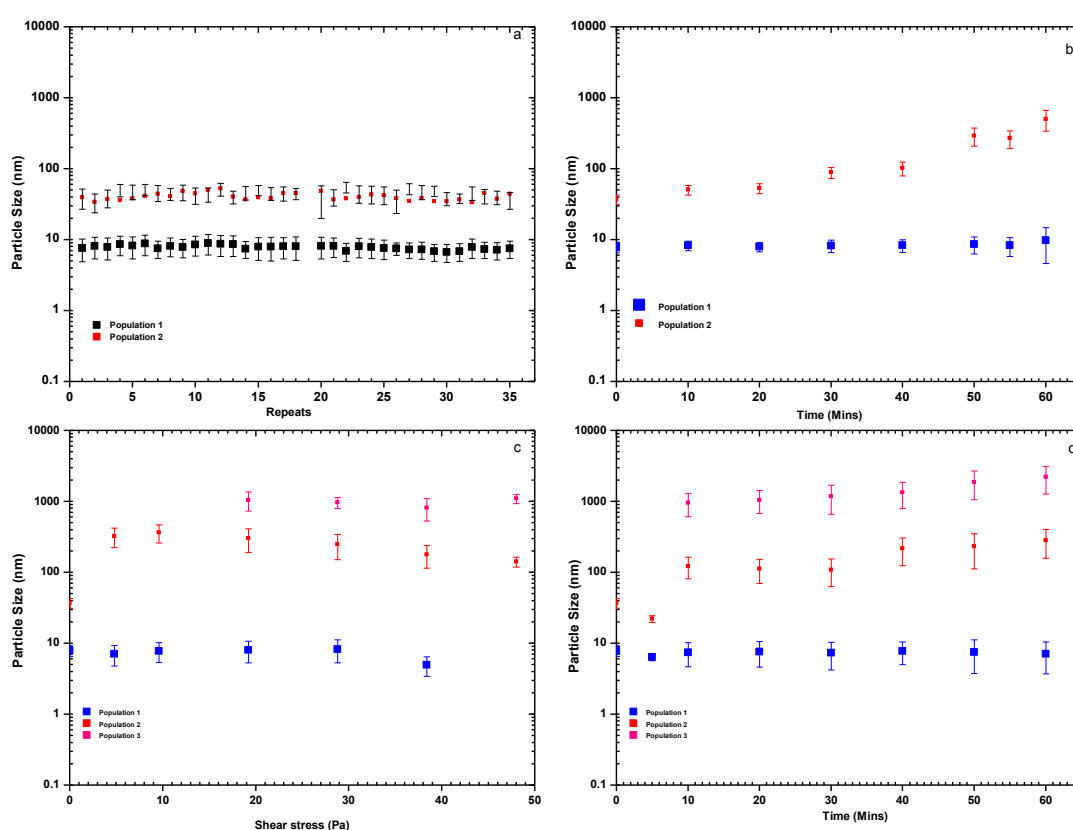 a
10000
1000
100
10
1
0.1
Particle Size (nm)
Population 1
Population 2
0 5 10 15 20 25 30 35
Repeats
b
10000
1000
100
10
1
0.1
Particle Size (nm)
Population 1
Population 2
0 10 20 30 40 50 60
Time (Mins)
c
10000
1000
100
10
1
0.1
Particle Size (nm)
Population 1
Population 2
Population 3
0 10 20 30 40 50
Shear stress (Pa)
10000
1000
100
10
1
0.1
Particle Size (nm)
Population 1
Population 2
Population 3
0 10 20 30 40 50 60
Time (Mins)